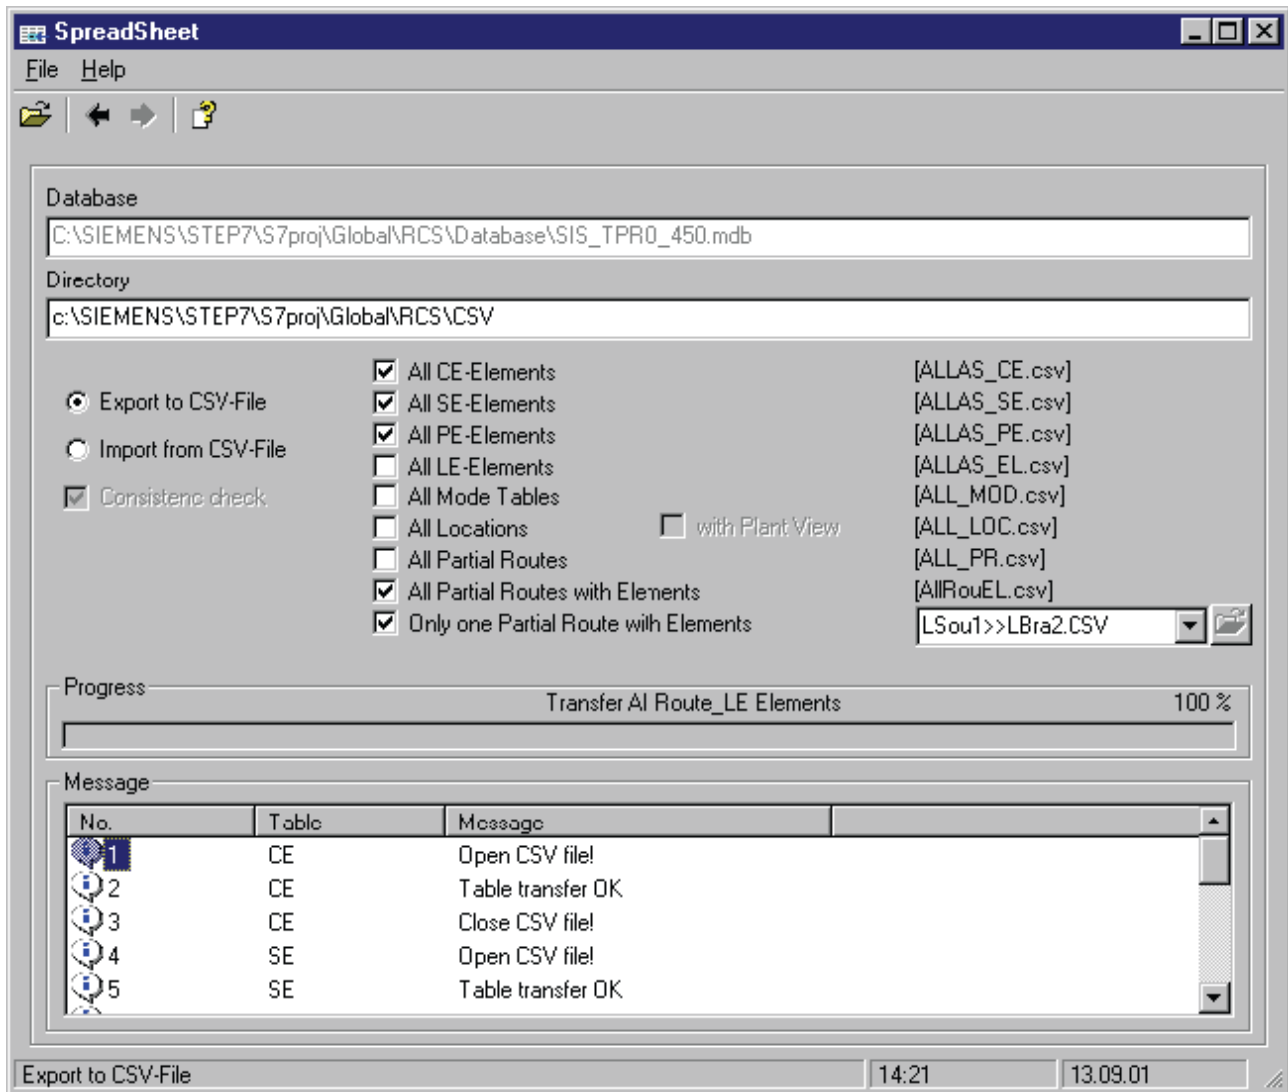 SpreadSheet
File Help
Database
C:\SIEMENS\STEP7\S7proj\Global\RCS\Database\SIS_TPR0_450.mdb
Directory
c:\SIEMENS\STEP7\S7proj\Global\RCS\CSV
Export to CSV-File
Import from CSV-File
Consistenc check
All CE-Elements [ALLAS_CE.csv]
All SE-Elements [ALLAS_SE.csv]
All PE-Elements [ALLAS_PE.csv]
All LE-Elements [ALLAS_EL.csv]
All Mode Tables [ALL_MOD.csv]
All Locations with Plant View [ALL_LOC.csv]
All Partial Routes [ALL_PR.csv]
All Partial Routes with Elements [AllRouEL.csv]
Only one Partial Route with Elements LSou1>>LBra2.CSV
Progress
Transfer Al Route_LE Elements 100 %
Message
No. Table Message
1 CE Open CSV file!
2 CE Table transfer OK
3 CE Close CSV file!
4 SE Open CSV file!
5 SE Table transfer OK
Export to CSV-File 14:21 13.09.01